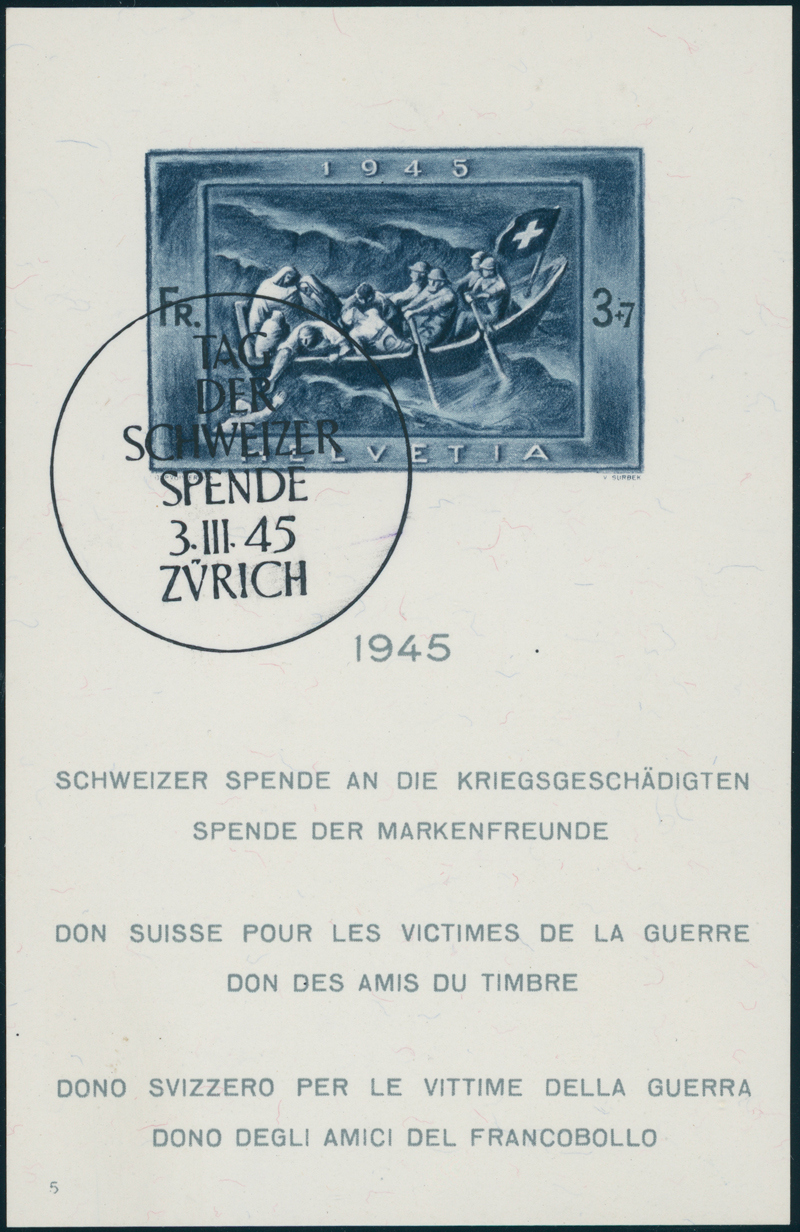 1945
FR.
3+7
HELVETIA
V. SURBEK
TAG
DER
SCHWEIZER
SPENDE
3.III.45
ZÜRICH
1945
SCHWEIZER SPENDE AN DIE KRIEGSGESCHÄDIGTEN
SPENDE DER MARKENFREUNDE
DON SUISSE POUR LES VICTIMES DE LA GUERRE
DON DES AMIS DU TIMBRE
DONO SVIZZERO PER LE VITTIME DELLA GUERRA
DONO DEGLI AMICI DEL FRANCOBOLLO
5